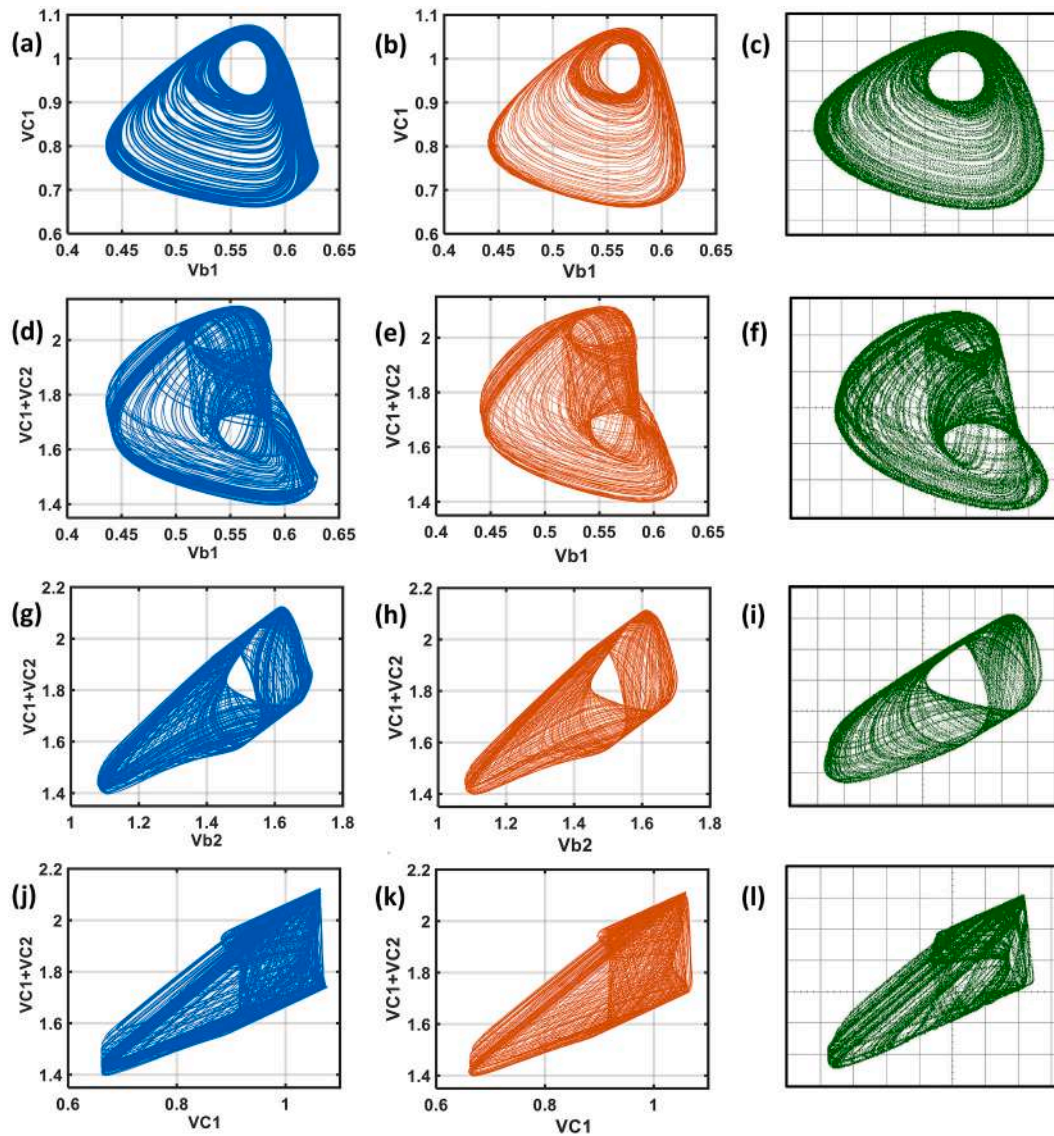 (a)
1.1
1
0.9
0.8
0.7
0.6
VC1
0.4 0.45 0.5 0.55 0.6 0.65
Vb1
(b)
1.1
1
0.9
0.8
0.7
0.6
VC1
0.4 0.45 0.5 0.55 0.6 0.65
Vb1
(c)
(d)
2
1.8
1.6
1.4
VC1+VC2
0.4 0.45 0.5 0.55 0.6 0.65
Vb1
(e)
2
1.8
1.6
1.4
VC1+VC2
0.4 0.45 0.5 0.55 0.6 0.65
Vb1
(f)
(g)
2.2
2
1.8
1.6
1.4
VC1+VC2
1 1.2 1.4 1.6 1.8
Vb2
(h)
2.2
2
1.8
1.6
1.4
VC1+VC2
1 1.2 1.4 1.6 1.8
Vb2
(i)
(j)
2.2
2
1.8
1.6
1.4
VC1+VC2
0.6 0.8 1
VC1
(k)
2.2
2
1.8
1.6
1.4
VC1+VC2
0.6 0.8 1
VC1
(l)